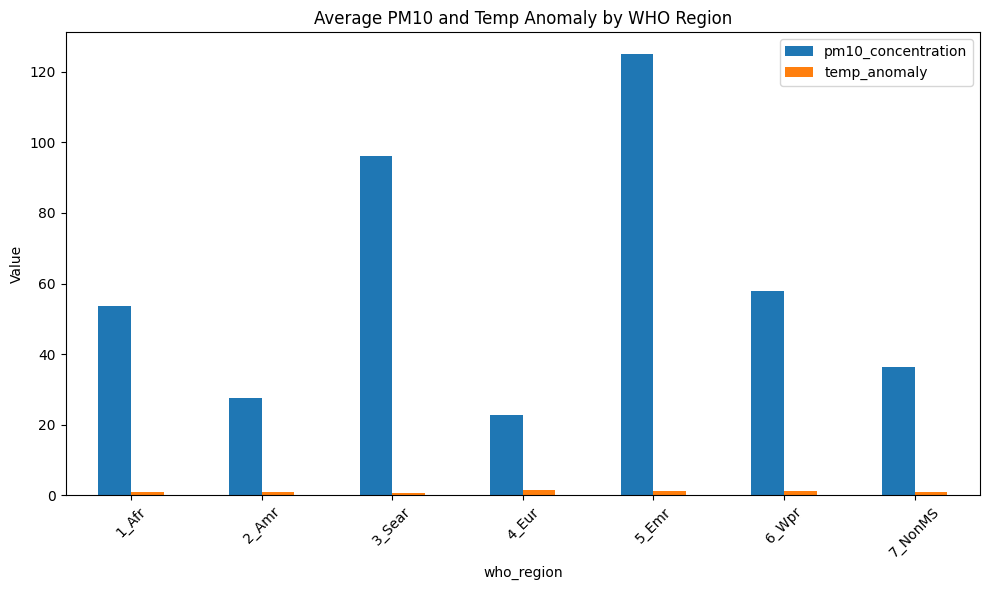 Average PM10 and Temp Anomaly by WHO Region
pm10_concentration
temp_anomaly
120
100
80
60
40
20
0
Value
1_Afr
2_Amr
3_Sear
4_Eur
5_Emr
6_Wpr
7_NonMS
who_region